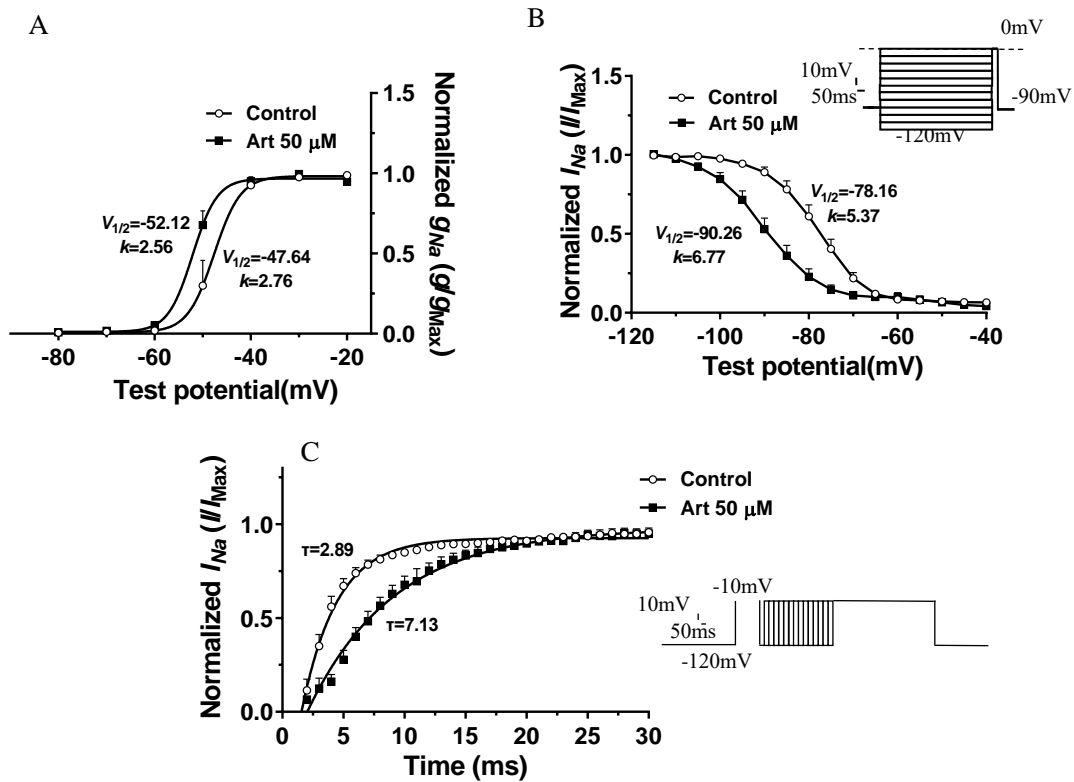 A
Control
Art 50 μM
V1/2=-52.12
k=2.56
V1/2=-47.64
k=2.76
1.5
1.0
0.5
0.0
Normalized gNa (g/gMax)
-80
-60
-40
-20
Test potential(mV)
B
0mV
10mV
50ms
-90mV
-120mV
Control
Art 50 μM
Normalized INa (I/IMax)
1.5
1.0
0.5
0.0
V1/2=-78.16
k=5.37
V1/2=-90.26
k=6.77
-120
-100
-80
-60
-40
Test potential(mV)
C
Control
Art 50 μM
Normalized INa (I/IMax)
1.0
0.5
0.0
τ=2.89
τ=7.13
0
5
10
15
20
25
30
Time (ms)
-10mV
10mV
50ms
-120mV